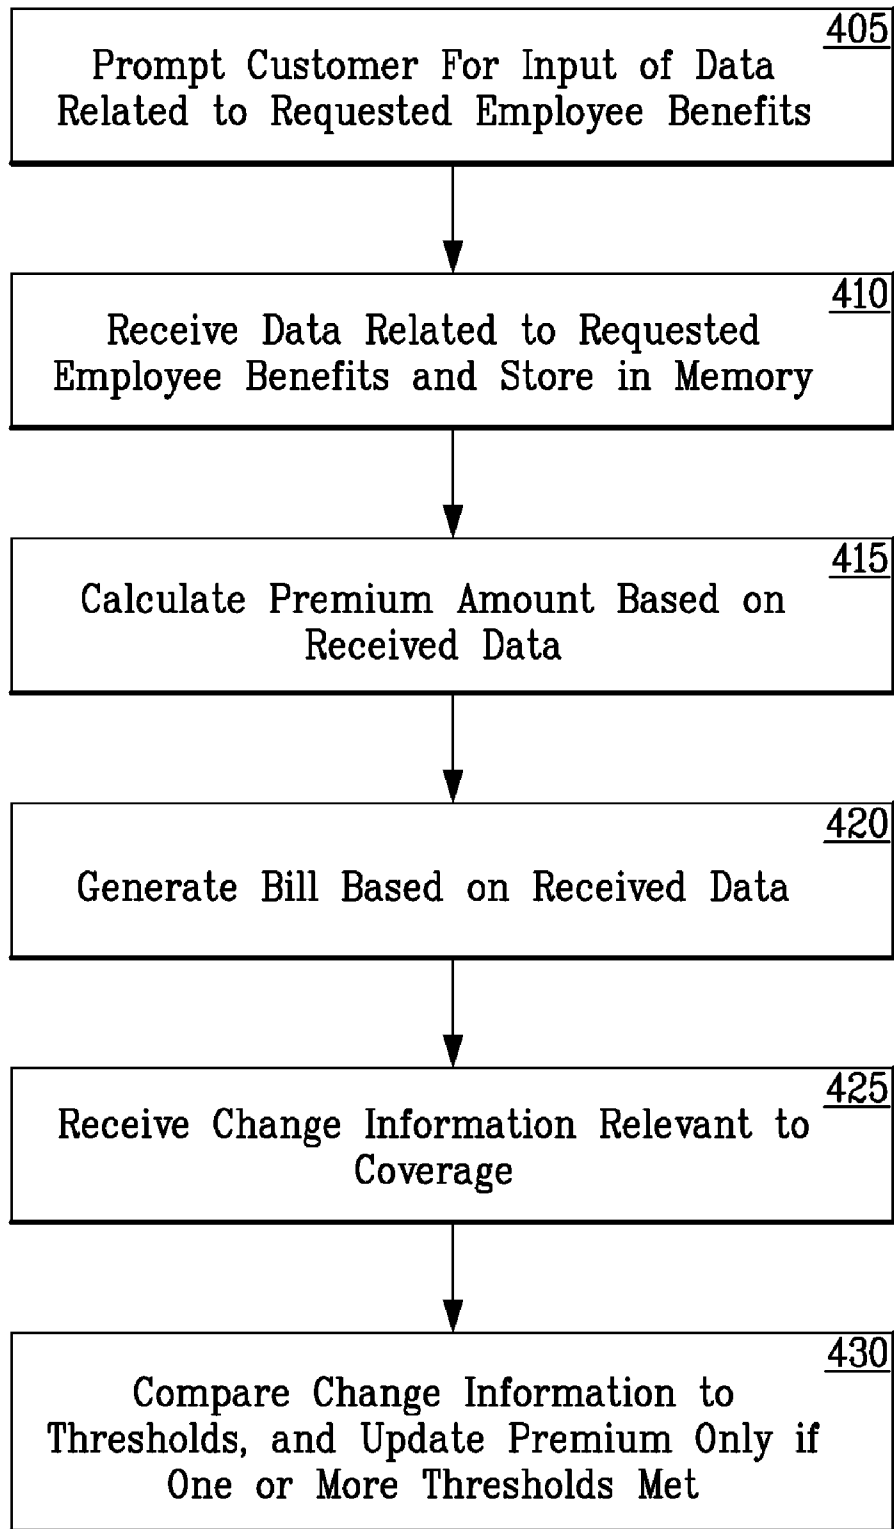 405
Prompt Customer For Input of Data
Related to Requested Employee Benefits
410
Receive Data Related to Requested
Employee Benefits and Store in Memory
415
Calculate Premium Amount Based on
Received Data
420
Generate Bill Based on Received Data
425
Receive Change Information Relevant to
Coverage
430
Compare Change Information to
Thresholds, and Update Premium Only if
One or More Thresholds Met